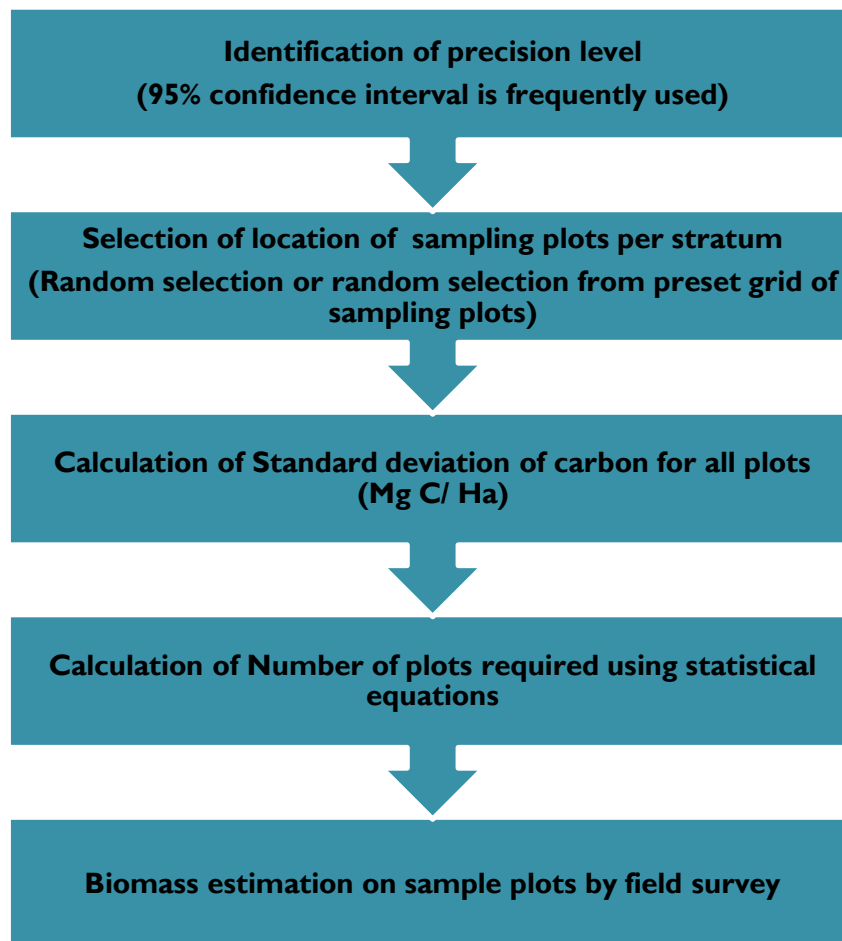 Identification of precision level
(95% confidence interval is frequently used)
Selection of location of sampling plots per stratum
(Random selection or random selection from preset grid of
sampling plots)
Calculation of Standard deviation of carbon for all plots
(Mg C/ Ha)
Calculation of Number of plots required using statistical
equations
Biomass estimation on sample plots by field survey